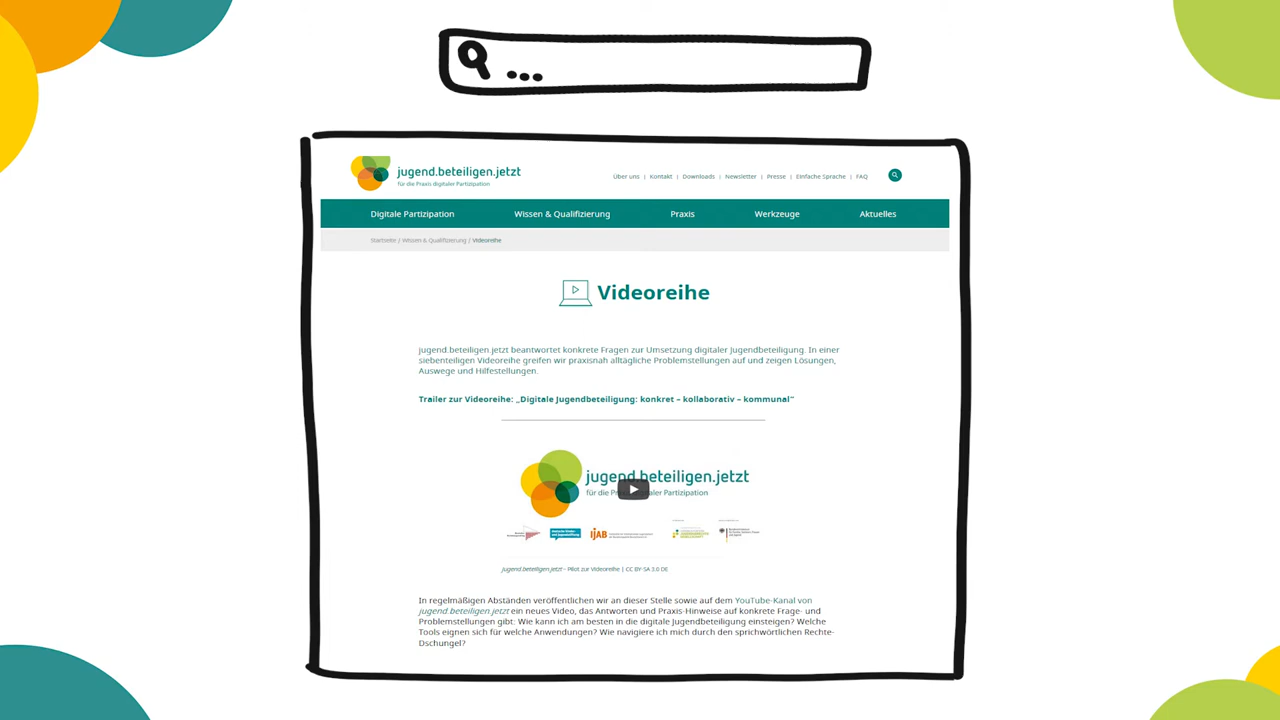 ...
jugend.beteiligen.jetzt
für die Praxis digitaler Partizipation
Über uns | Kontakt | Downloads | Newsletter | Presse | Einfache Sprache | FAQ
Digitale Partizipation Wissen & Qualifizierung Praxis Werkzeuge Aktuelles
Startseite / Wissen & Qualifizierung / Videoreihe
Videoreihe
jugend.beteiligen.jetzt beantwortet konkrete Fragen zur Umsetzung digitaler Jugendbeteiligung. In einer
siebenteiligen Videoreihe greifen wir praxisnah alltägliche Problemstellungen auf und zeigen Lösungen,
Auswege und Hilfestellungen.
Trailer zur Videoreihe: „Digitale Jugendbeteiligung: konkret – kollaborativ – kommunal“
jugend.beteiligen.jetzt
für die Praxis digitaler Partizipation
IJAB
jugend.beteiligen.jetzt - Pilot zur Videoreihe | CC BY-SA 3.0 DE
In regelmäßigen Abständen veröffentlichen wir an dieser Stelle sowie auf dem YouTube-Kanal von
jugend.beteiligen.jetzt ein neues Video, das Antworten und Praxis-Hinweise auf konkrete Frage- und
Problemstellungen gibt: Wie kann ich am besten in die digitale Jugendbeteiligung einsteigen? Welche
Tools eignen sich für welche Anwendungen? Wie navigiere ich mich durch den sprichwörtlichen Rechte-
Dschungel?